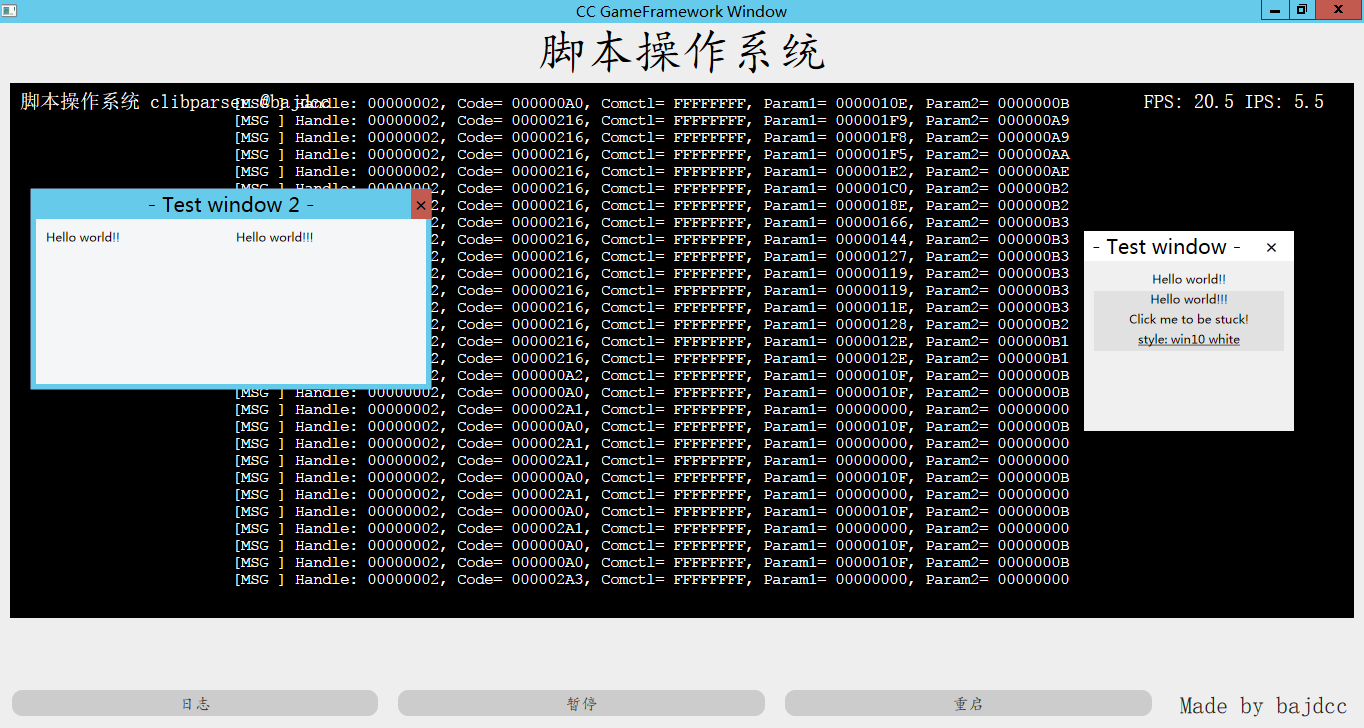 CC GameFramework Window
脚本操作系统
脚本操作系统 clibparser @bajdcc
FPS: 20.5 IPS: 5.5
[MSG ] Handle: 00000002, Code= 000000A0, Comctl= FFFFFFFF, Param1= 0000010E, Param2= 0000000B
[MSG ] Handle: 00000002, Code= 00000216, Comctl= FFFFFFFF, Param1= 000001F9, Param2= 000000A9
[MSG ] Handle: 00000002, Code= 00000216, Comctl= FFFFFFFF, Param1= 000001F8, Param2= 000000A9
[MSG ] Handle: 00000002, Code= 00000216, Comctl= FFFFFFFF, Param1= 000001F5, Param2= 000000AA
[MSG ] Handle: 00000002, Code= 00000216, Comctl= FFFFFFFF, Param1= 000001E2, Param2= 000000AE
[MSG ] Handle: 00000002, Code= 00000216, Comctl= FFFFFFFF, Param1= 000001C0, Param2= 000000B2
2, Code= 00000216, Comctl= FFFFFFFF, Param1= 0000018E, Param2= 000000B2
2, Code= 00000216, Comctl= FFFFFFFF, Param1= 00000166, Param2= 000000B3
2, Code= 00000216, Comctl= FFFFFFFF, Param1= 00000144, Param2= 000000B3
2, Code= 00000216, Comctl= FFFFFFFF, Param1= 00000127, Param2= 000000B3
2, Code= 00000216, Comctl= FFFFFFFF, Param1= 00000119, Param2= 000000B3
2, Code= 00000216, Comctl= FFFFFFFF, Param1= 00000119, Param2= 000000B3
2, Code= 00000216, Comctl= FFFFFFFF, Param1= 0000011E, Param2= 000000B3
2, Code= 00000216, Comctl= FFFFFFFF, Param1= 00000128, Param2= 000000B2
2, Code= 00000216, Comctl= FFFFFFFF, Param1= 0000012E, Param2= 000000B1
2, Code= 00000216, Comctl= FFFFFFFF, Param1= 0000012E, Param2= 000000B1
2, Code= 000000A2, Comctl= FFFFFFFF, Param1= 0000010F, Param2= 0000000B
[MSG ] Handle: 00000002, Code= 000000A0, Comctl= FFFFFFFF, Param1= 0000010F, Param2= 0000000B
[MSG ] Handle: 00000002, Code= 000002A1, Comctl= FFFFFFFF, Param1= 00000000, Param2= 00000000
[MSG ] Handle: 00000002, Code= 000000A0, Comctl= FFFFFFFF, Param1= 0000010F, Param2= 0000000B
[MSG ] Handle: 00000002, Code= 000002A1, Comctl= FFFFFFFF, Param1= 00000000, Param2= 00000000
[MSG ] Handle: 00000002, Code= 000002A1, Comctl= FFFFFFFF, Param1= 00000000, Param2= 00000000
[MSG ] Handle: 00000002, Code= 000000A0, Comctl= FFFFFFFF, Param1= 0000010F, Param2= 0000000B
[MSG ] Handle: 00000002, Code= 000002A1, Comctl= FFFFFFFF, Param1= 00000000, Param2= 00000000
[MSG ] Handle: 00000002, Code= 000000A0, Comctl= FFFFFFFF, Param1= 0000010F, Param2= 0000000B
[MSG ] Handle: 00000002, Code= 000002A1, Comctl= FFFFFFFF, Param1= 00000000, Param2= 00000000
[MSG ] Handle: 00000002, Code= 000000A0, Comctl= FFFFFFFF, Param1= 0000010F, Param2= 0000000B
[MSG ] Handle: 00000002, Code= 000000A0, Comctl= FFFFFFFF, Param1= 0000010F, Param2= 0000000B
[MSG ] Handle: 00000002, Code= 000002A3, Comctl= FFFFFFFF, Param1= 00000000, Param2= 00000000
- Test window 2 -
Hello world!! Hello world!!!
- Test window -
Hello world!!
Hello world!!!
Click me to be stuck!
style: win10 white
日志
暂停
重启
Made by bajdcc